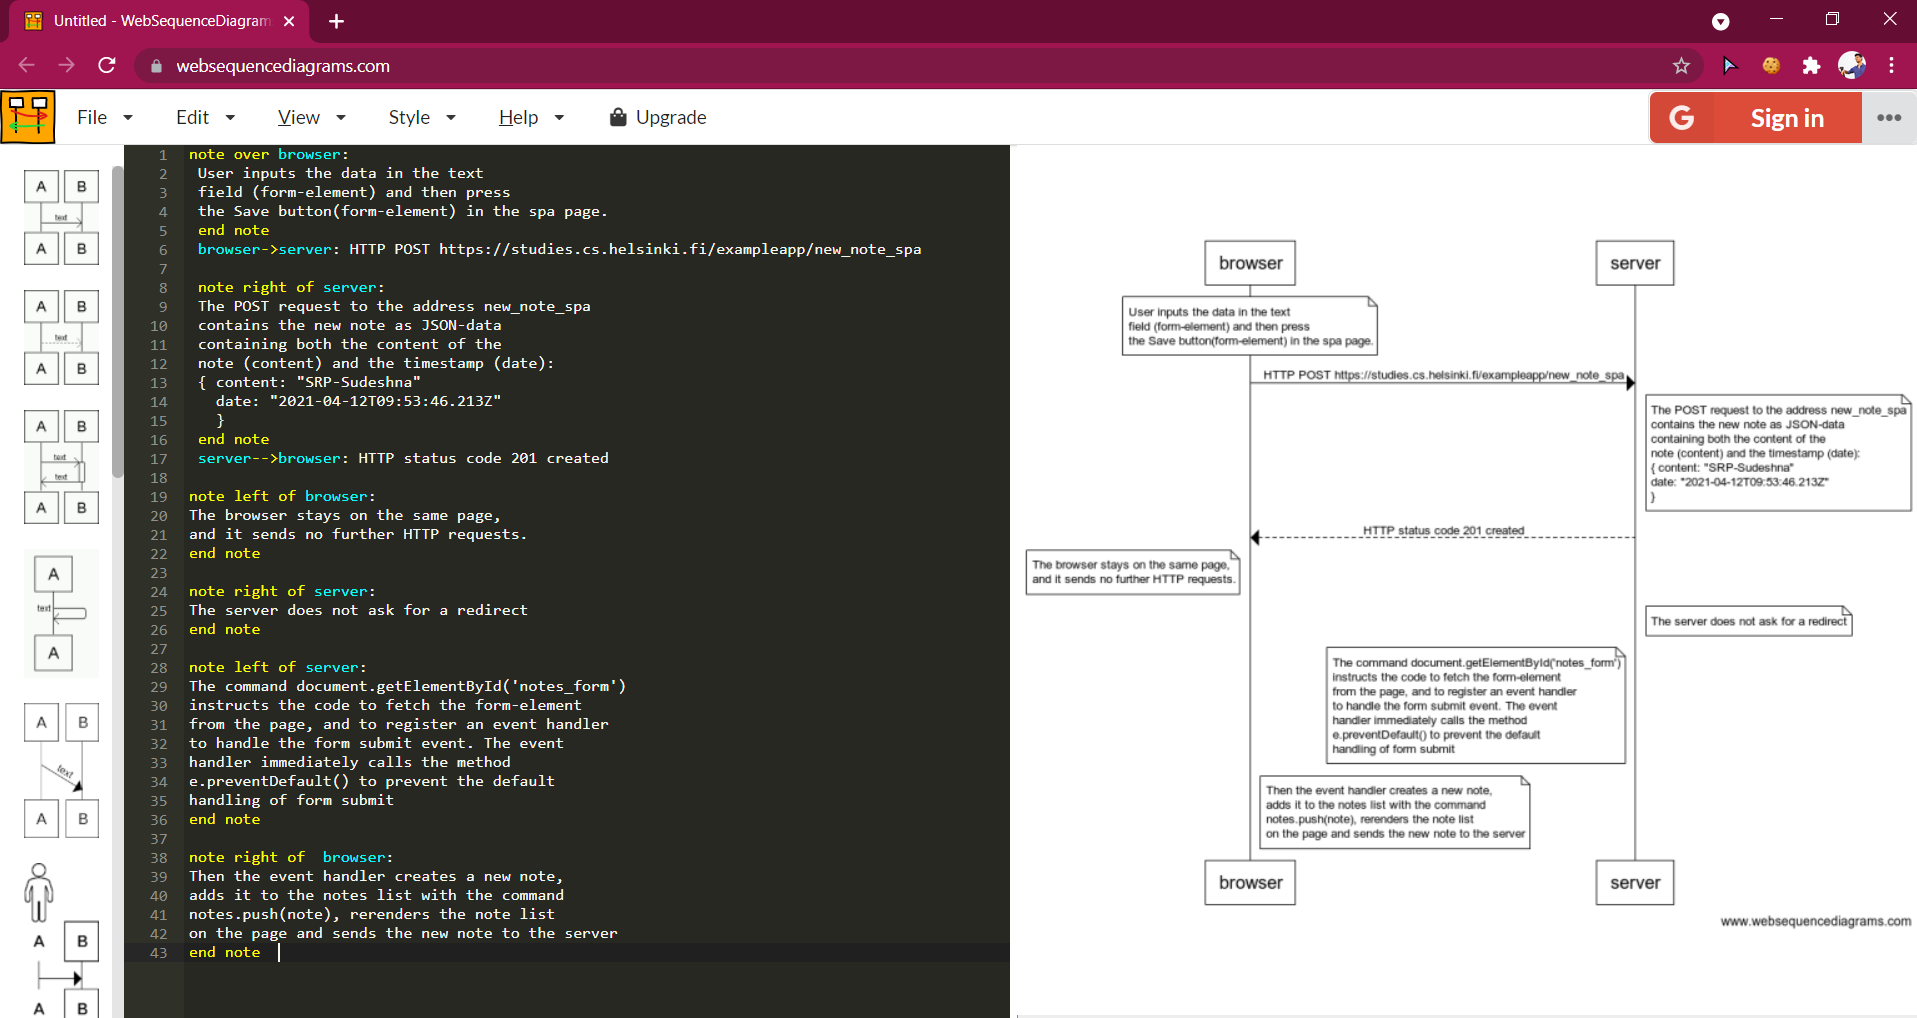 Untitled - WebSequenceDiagram
websequencediagrams.com
File
Edit
View
Style
Help
Upgrade
G Sign in
A B
text
A B
A B
text
A B
A B
text
text
A B
A
text
A
A B
text
A B
A B
A B
1 note over browser:
2 User inputs the data in the text
3 field (form-element) and then press
4 the Save button(form-element) in the spa page.
5 end note
6 browser->server: HTTP POST https://studies.cs.helsinki.fi/exampleapp/new_note_spa
7
8 note right of server:
9 The POST request to the address new_note_spa
10 contains the new note as JSON-data
11 containing both the content of the
12 note (content) and the timestamp (date):
13 { content: "SRP-Sudeshna"
14 date: "2021-04-12T09:53:46.213Z"
15 }
16 end note
17 server-->browser: HTTP status code 201 created
18
19 note left of browser:
20 The browser stays on the same page,
21 and it sends no further HTTP requests.
22 end note
23
24 note right of server:
25 The server does not ask for a redirect
26 end note
27
28 note left of server:
29 The command document.getElementById('notes_form')
30 instructs the code to fetch the form-element
31 from the page, and to register an event handler
32 to handle the form submit event. The event
33 handler immediately calls the method
34 e.preventDefault() to prevent the default
35 handling of form submit
36 end note
37
38 note right of  browser:
39 Then the event handler creates a new note,
40 adds it to the notes list with the command
41 notes.push(note), rerenders the note list
42 on the page and sends the new note to the server
43 end note
browser
server
User inputs the data in the text
field (form-element) and then press
the Save button(form-element) in the spa page.
HTTP POST https://studies.cs.helsinki.fi/exampleapp/new_note_spa
The POST request to the address new_note_spa
contains the new note as JSON-data
containing both the content of the
note (content) and the timestamp (date):
{ content: "SRP-Sudeshna"
date: "2021-04-12T09:53:46.213Z"
}
HTTP status code 201 created
The browser stays on the same page,
and it sends no further HTTP requests.
The server does not ask for a redirect
The command document.getElementById('notes_form')
instructs the code to fetch the form-element
from the page, and to register an event handler
to handle the form submit event. The event
handler immediately calls the method
e.preventDefault() to prevent the default
handling of form submit
Then the event handler creates a new note,
adds it to the notes list with the command
notes.push(note), rerenders the note list
on the page and sends the new note to the server
browser
server
www.websequencediagrams.com